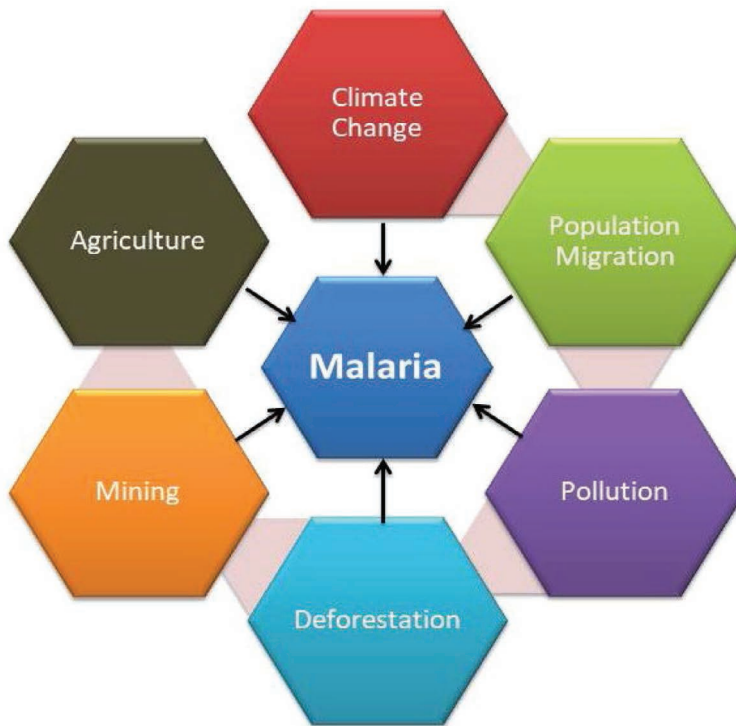 Climate
Change
Population
Migration
Agriculture
Malaria
Mining
Pollution
Deforestation